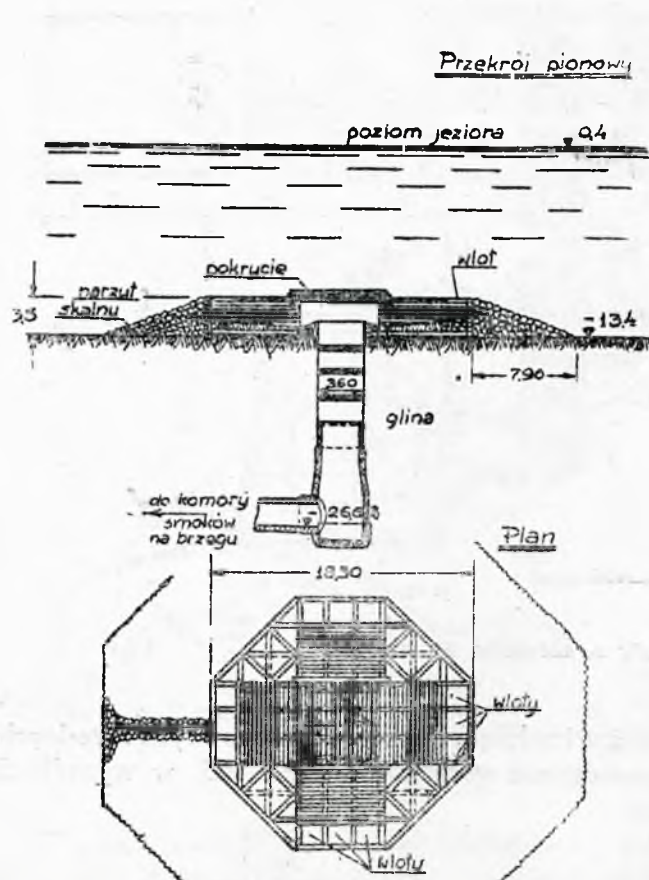 Przekrój pionowy
poziom jeziora 0,4
pokrycie
wlot
narzut
skalny
3,5
-13,4
7,90
360
glina
do komory
smoków
na brzegu
Plan
18,30
wloty
wloty